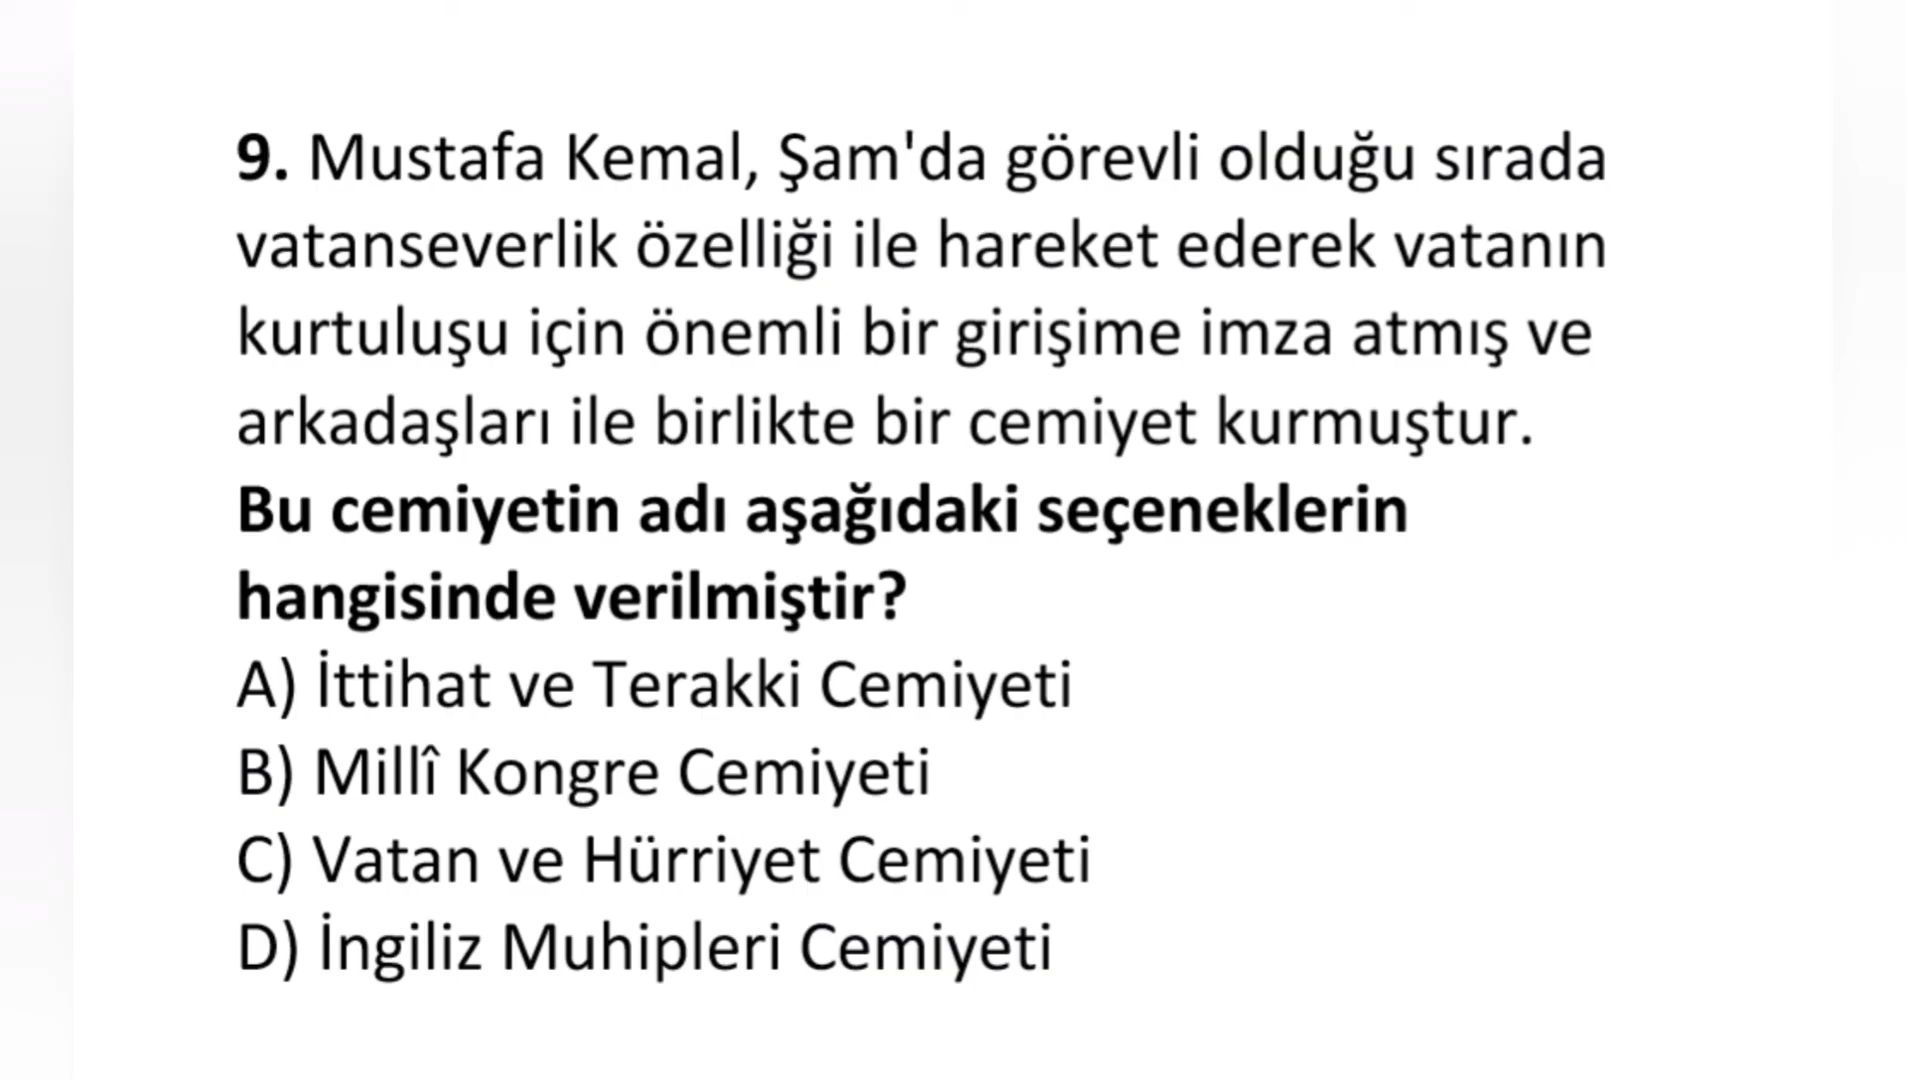 9. Mustafa Kemal, Şam'da görevli olduğu sırada
vatanseverlik özelliği ile hareket ederek vatanın
kurtuluşu için önemli bir girişime imza atmış ve
arkadaşları ile birlikte bir cemiyet kurmuştur.
Bu cemiyetin adı aşağıdaki seçeneklerin
hangisinde verilmiştir?
A) İttihat ve Terakki Cemiyeti
B) Millî Kongre Cemiyeti
C) Vatan ve Hürriyet Cemiyeti
D) İngiliz Muhipleri Cemiyeti